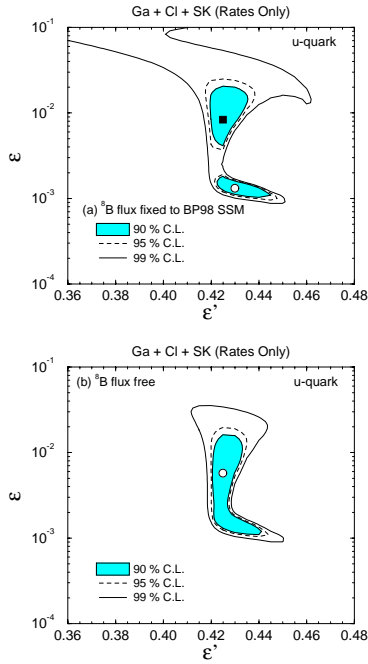 Ga + Cl + SK (Rates Only)
u-quark
10⁻¹
10⁻²
10⁻³
10⁻⁴
ε
(a) ⁸B flux fixed to BP98 SSM
90 % C.L.
95 % C.L.
99 % C.L.
0.36 0.38 0.40 0.42 0.44 0.46 0.48
ε'
Ga + Cl + SK (Rates Only)
(b) ⁸B flux free
u-quark
10⁻¹
10⁻²
10⁻³
10⁻⁴
ε
90 % C.L.
95 % C.L.
99 % C.L.
0.36 0.38 0.40 0.42 0.44 0.46 0.48
ε'